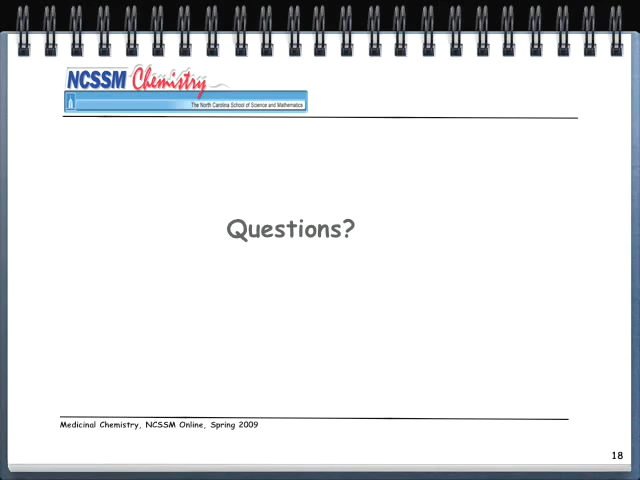 NCSSM Chemistry
The North Carolina School of Science and Mathematics
Questions?
Medicinal Chemistry, NCSSM Online, Spring 2009
18